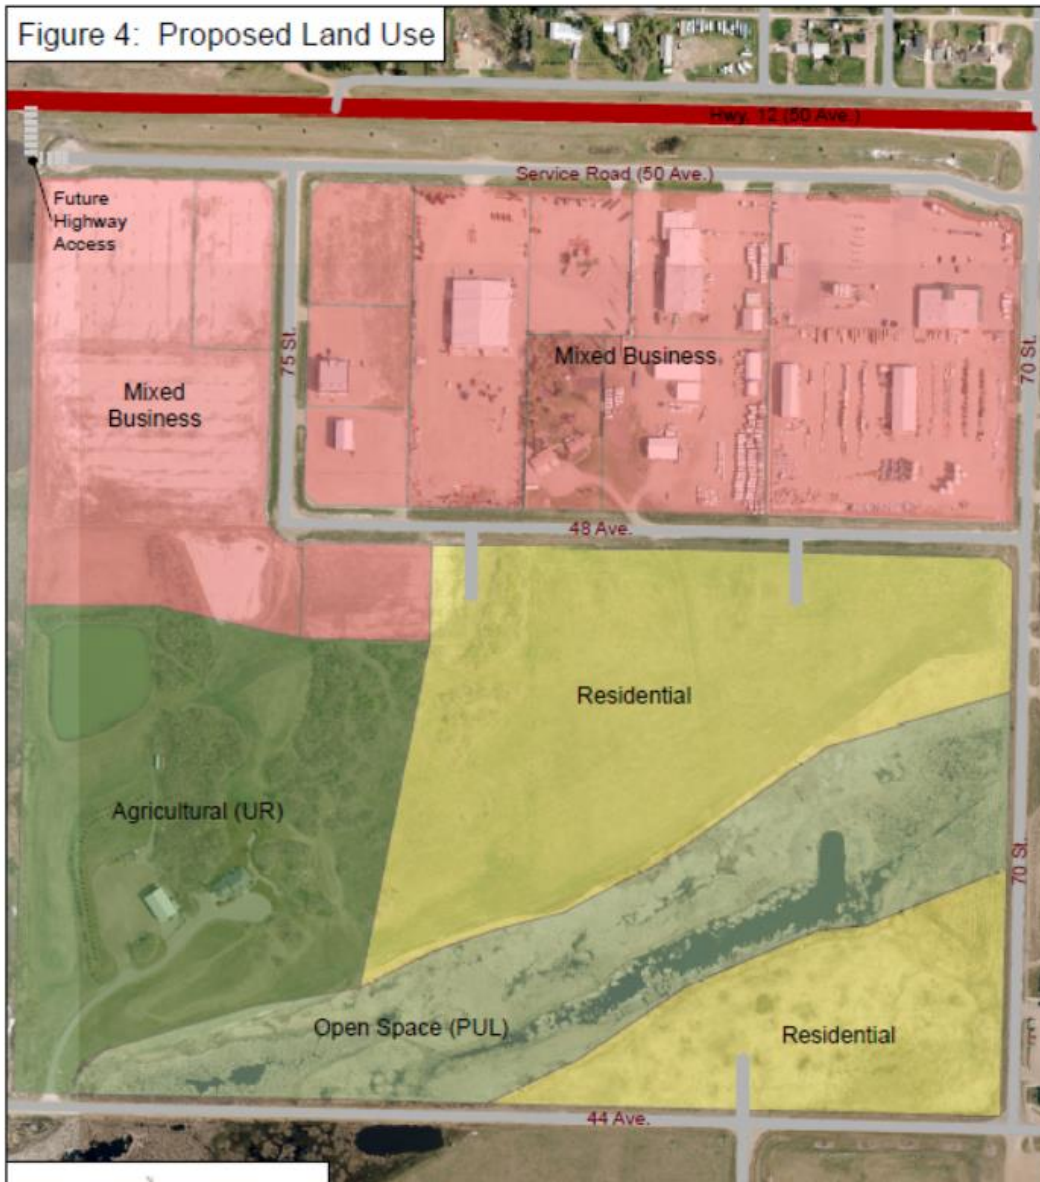 Figure 4: Proposed Land Use
Hwy. 12 (50 Ave.)
Service Road (50 Ave.)
Future
Highway
Access
75 St.
70 St.
Mixed
Business
Mixed Business
48 Ave.
Residential
Agricultural (UR)
70 St.
Open Space (PUL)
Residential
44 Ave.